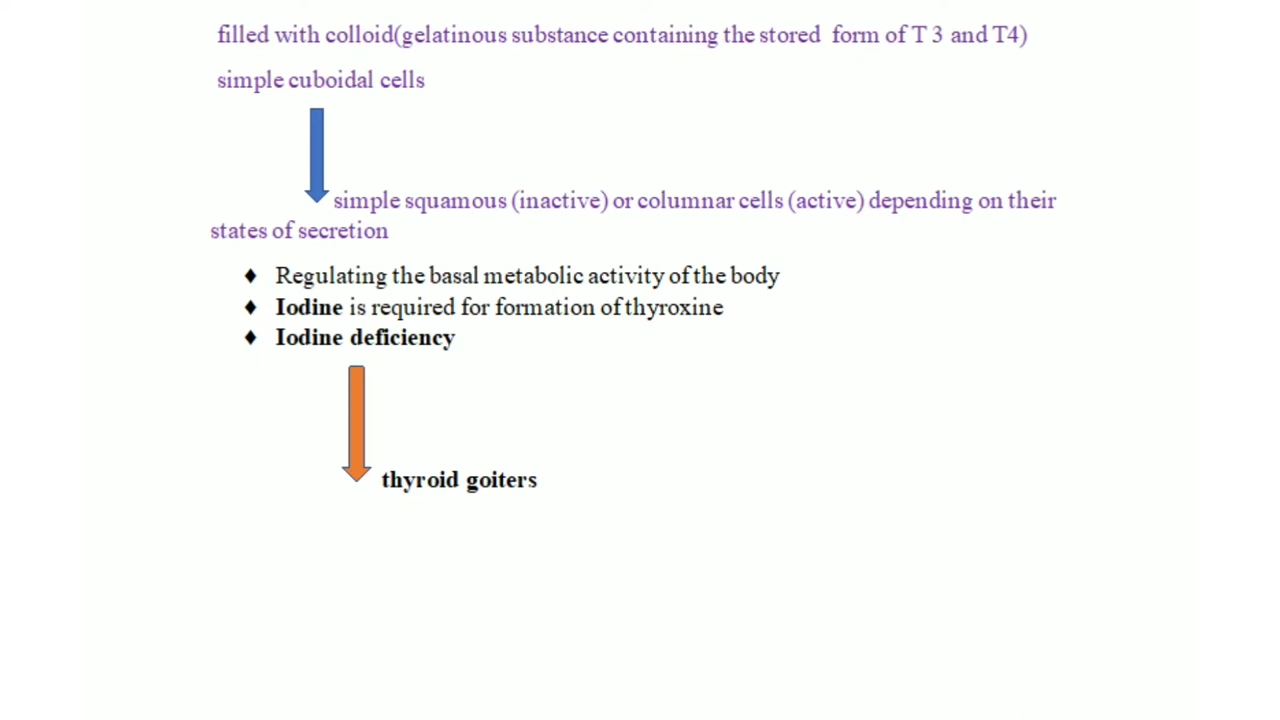 filled with colloid(gelatinous substance containing the stored form of T 3 and T4)
simple cuboidal cells
simple squamous (inactive) or columnar cells (active) depending on their
states of secretion
♦ Regulating the basal metabolic activity of the body
♦ Iodine is required for formation of thyroxine
♦ Iodine deficiency
thyroid goiters